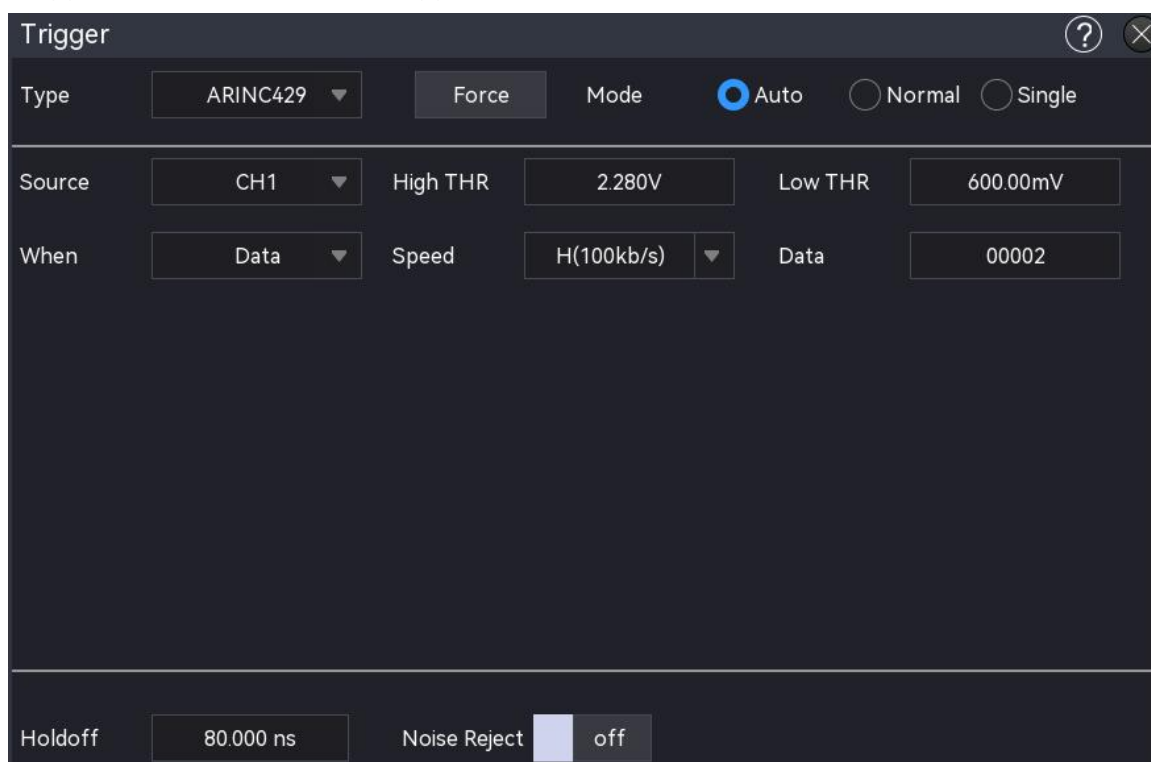 Trigger ?
Type ARINC429 Force Mode Auto Normal Single
Source CH1 High THR 2.280V Low THR 600.00mV
When Data Speed H(100kb/s) Data 00002
Holdoff 80.000 ns Noise Reject off